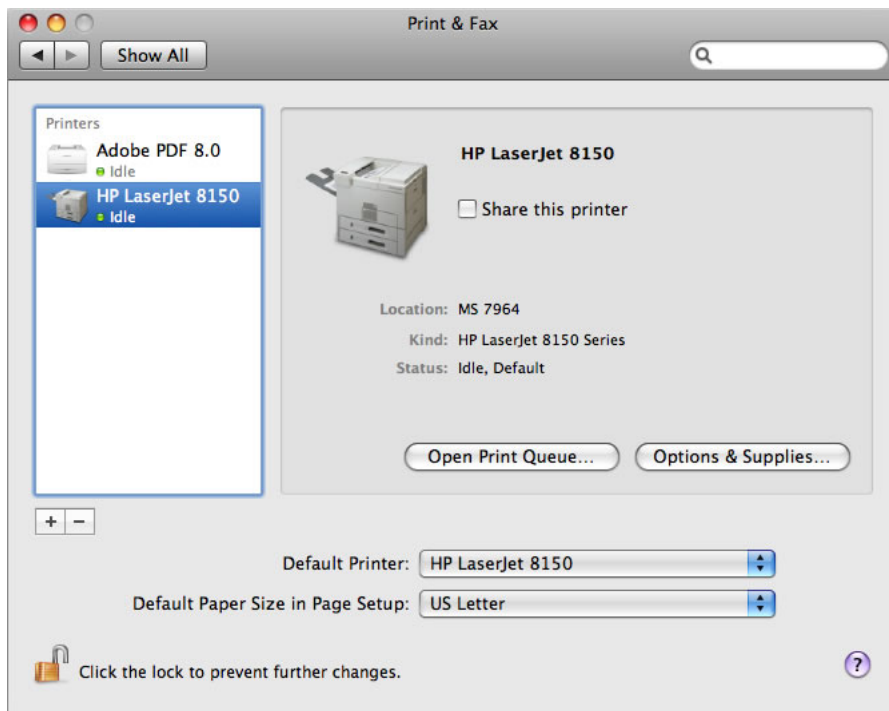 Print & Fax
Show All
Printers
Adobe PDF 8.0
Idle
HP LaserJet 8150
Idle
HP LaserJet 8150
Share this printer
Location: MS 7964
Kind: HP LaserJet 8150 Series
Status: Idle, Default
Open Print Queue...
Options & Supplies...
+ −
Default Printer: HP LaserJet 8150
Default Paper Size in Page Setup: US Letter
Click the lock to prevent further changes.
?